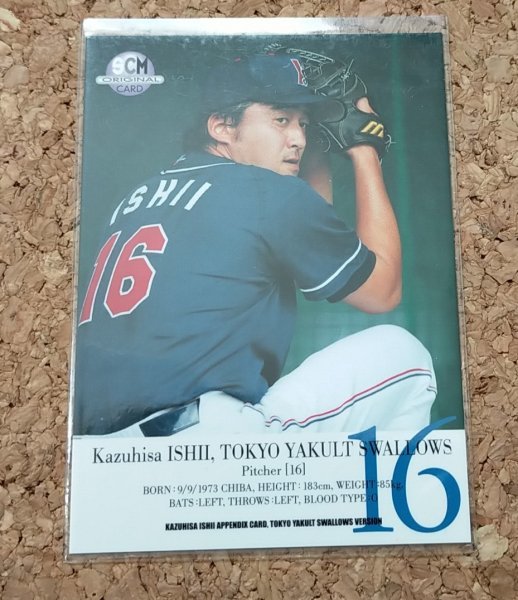 9CM
ORIGINAL
CARD
Y
ISHII
16
Kazuhisa ISHII, TOKYO YAKULT SWALLOWS
Pitcher [16]
BORN:9/9/1973 CHIBA, HEIGHT:183cm, WEIGHT:85kg,
BATS:LEFT, THROWS:LEFT, BLOOD TYPE:O
16
KAZUHISA ISHII APPENDIX CARD, TOKYO YAKULT SWALLOWS VERSION